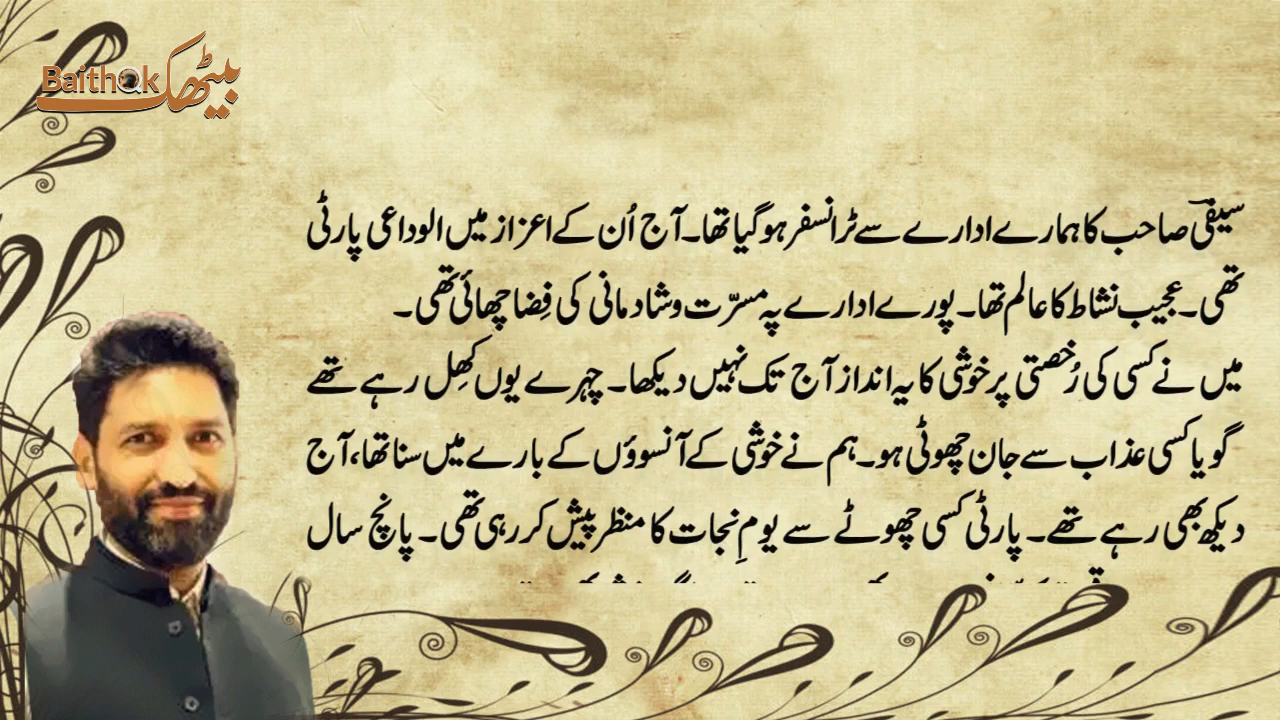 Baithak بیٹھک
سیفیؔ صاحب کا ہمارے ادارے سے ٹرانسفر ہو گیا تھا۔ آج اُن کے اعزاز میں الوداعی پارٹی
تھی۔ عجیب نشاط کا عالم تھا۔ پورے ادارے پہ مسرّت و شادمانی کی فِضا چھائی تھی۔
میں نے کسی کی رُخصتی پر خوشی کا یہ انداز آج تک نہیں دیکھا۔ چہرے یوں کھِل رہے تھے
گویا کسی عذاب سے جان چھوٹی ہو۔ ہم نے خوشی کے آنسوؤں کے بارے میں سنا تھا، آج
دیکھ بھی رہے تھے۔ پارٹی کسی چھوٹے سے یومِ نجات کا منظر پیش کر رہی تھی۔ پانچ سال